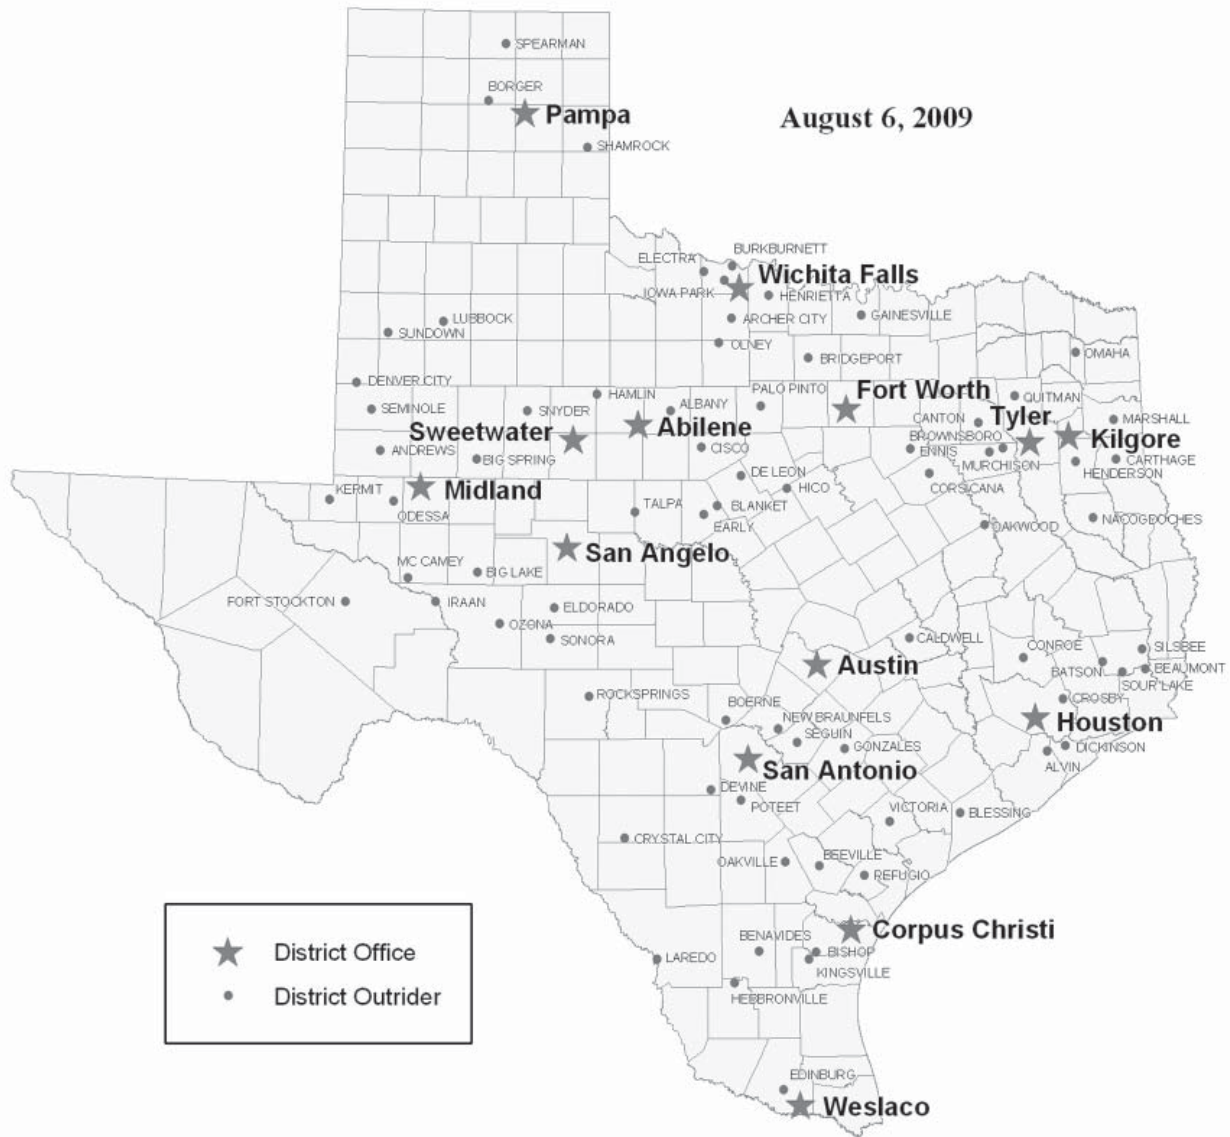 SPEARMAN
BORGER
Pampa
August 6, 2009
SHAMROCK
BURKBURNETT
ELECTRA
Wichita Falls
IOWA PARK
HENRIETTA
GAINESVILLE
LUBBOCK
ARCHER CITY
SUNDOWN
OLNEY
OMAHA
BRIDGEPORT
DENVER CITY
PALO PINTO
Fort Worth
HAMLIN
QUITMAN
SEMINOLE
SNYDER
ALBANY
CANTON
Tyler
MARSHALL
Sweetwater
Abilene
BROWNSBORO
Kilgore
ANDREWS
CISCO
ENNIS
BIG SPRING
MURCHISON
CARTHAGE
DE LEON
HENDERSON
KERMIT
Midland
HICO
CORSICANA
ODESSA
TALPA
BLANKET
NACOGDOCHES
EARLY
OAKWOOD
San Angelo
MC CAMEY
BIG LAKE
FORT STOCKTON
IRAAN
ELDORADO
OZONA
SONORA
CALDWELL
CONROE
SILSBEE
Austin
BATSON
BEAUMONT
SOUR LAKE
ROCKSPRINGS
BOERNE
CROSBY
NEW BRAUNFELS
Houston
SEGUIN
GONZALES
DICKINSON
ALVIN
San Antonio
DEVINE
POTEET
VICTORIA
BLESSING
CRYSTAL CITY
BEEVILLE
OAKVILLE
REFUGIO
Corpus Christi
BENAVIDES
BISHOP
LAREDO
KINGSVILLE
HEBBRONVILLE
District Office
District Outrider
EDINBURG
Weslaco